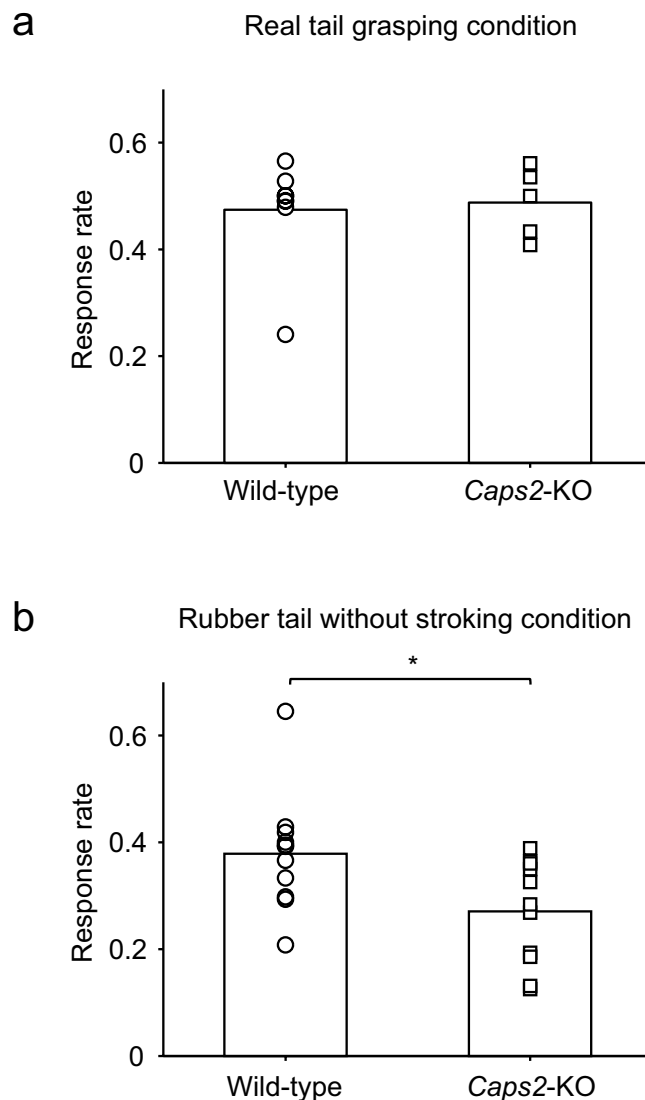 a
Real tail grasping condition
Response rate
0.6
0.4
0.2
0
Wild-type
Caps2-KO
b
Rubber tail without stroking condition
*
Response rate
0.6
0.4
0.2
0
Wild-type
Caps2-KO